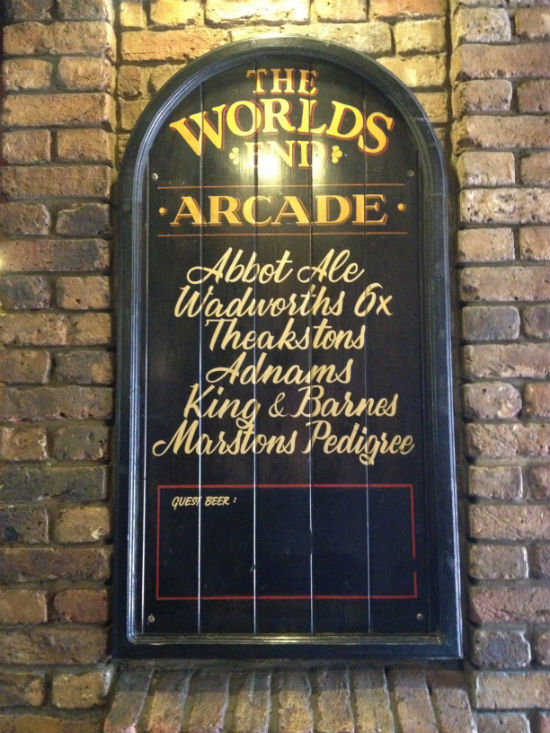 THE
WORLDS
END
ARCADE
Abbot Ale
Wadworths 6x
Theakstons
Adnams
King & Barnes
Marstons Pedigree
GUEST BEER :